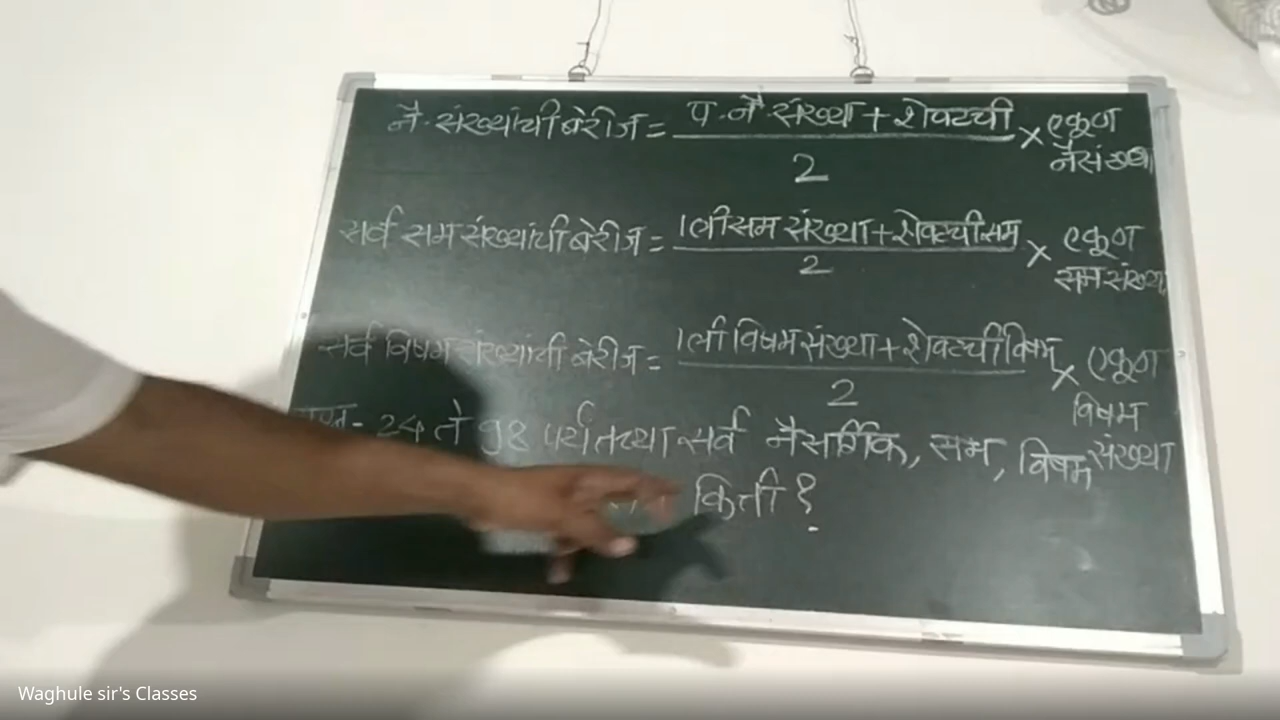 नै. संख्यांची बेरीज = प. नै. संख्या + शेवटची / 2 × एकूण नैसंख्या
सर्व सम संख्यांची बेरीज = 1ली सम संख्या + शेवटची सम / 2 × एकूण सम संख्या
सर्व विषम संख्यांची बेरीज = 1ली विषम संख्या + शेवटची विषम / 2 × एकूण विषम संख्या
- 24 ते 98 पर्यंतच्या सर्व नैसर्गिक, सम, विषम
किती ?
Waghule sir's Classes